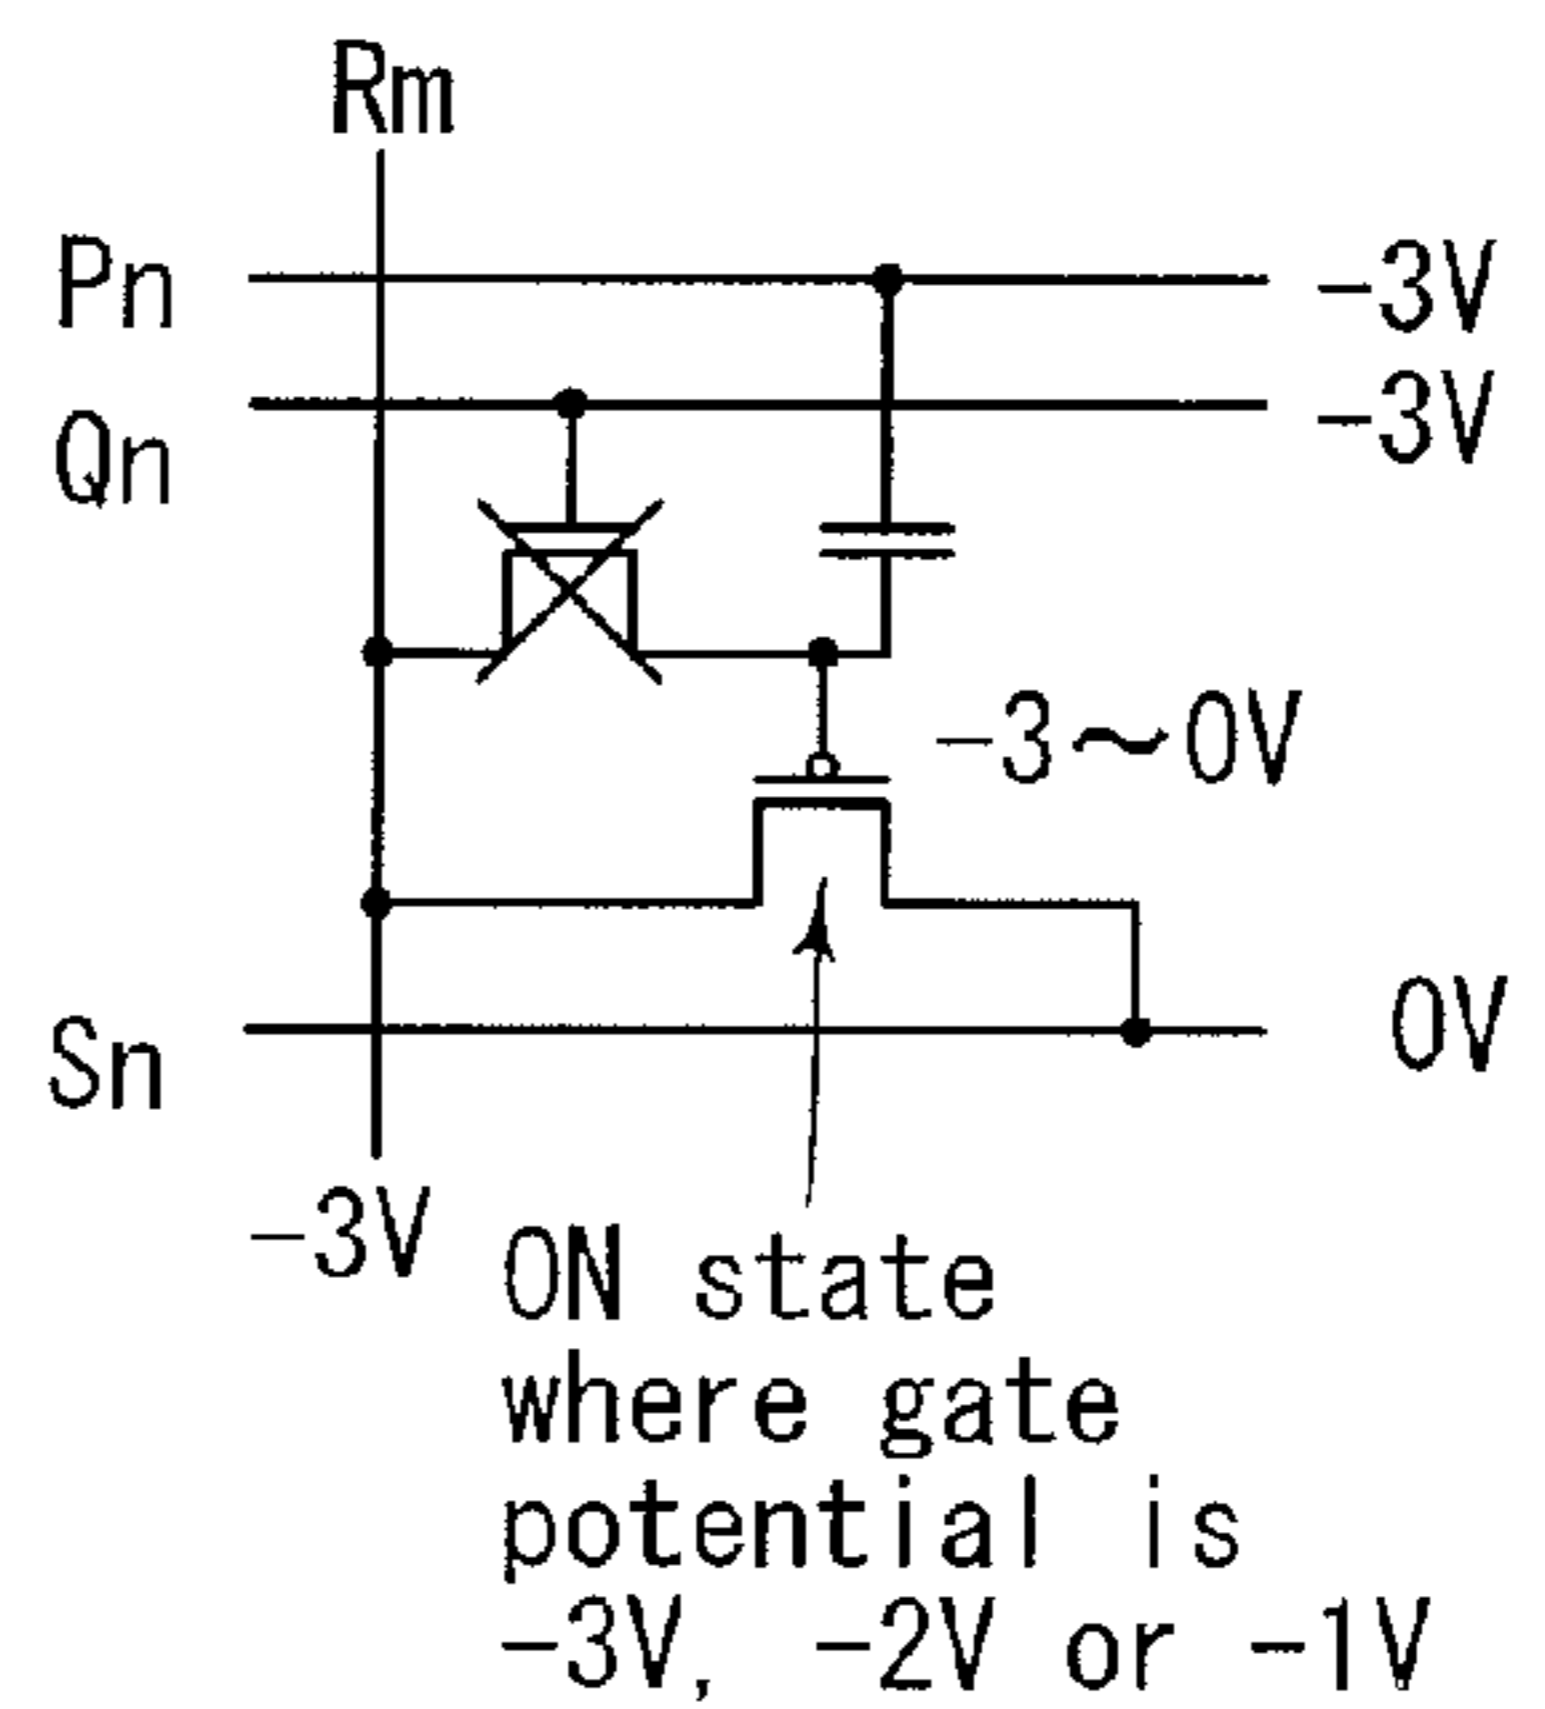 Rm
Pn
-3V
Qn
-3V
-3~0V
Sn
0V
-3V
ON state
where gate
potential is
-3V, -2V or -1V